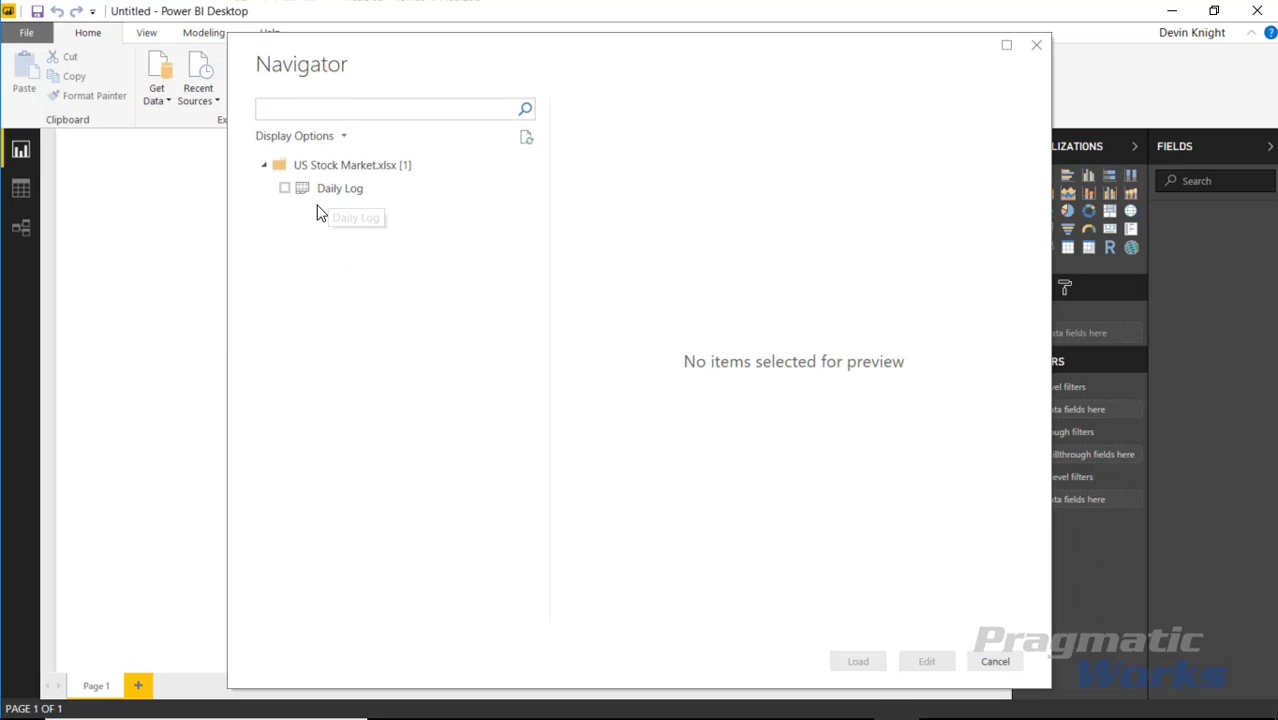 Untitled - Power BI Desktop
File
Home
View
Modeling
Devin Knight
Cut
Copy
Format Painter
Paste
Clipboard
Get Data
Recent Sources
Navigator
Display Options
US Stock Market.xlsx [1]
Daily Log
Daily Log
No items selected for preview
Load
Edit
Cancel
FIELDS
Search
Pragmatic
Works
Page 1
PAGE 1 OF 1